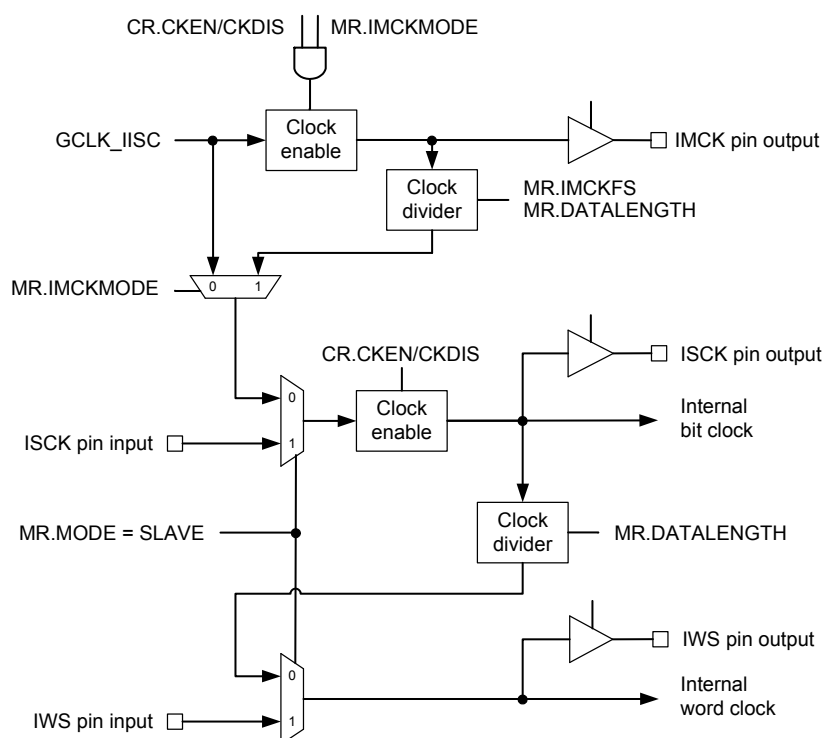 CR.CKEN/CKDIS
MR.IMCKMODE
GCLK_IISC
Clock
enable
IMCK pin output
Clock
divider
MR.IMCKFS
MR.DATALENGTH
MR.IMCKMODE
0
1
CR.CKEN/CKDIS
ISCK pin output
0
Clock
enable
Internal
bit clock
ISCK pin input
1
MR.MODE = SLAVE
Clock
divider
MR.DATALENGTH
IWS pin output
0
Internal
word clock
IWS pin input
1